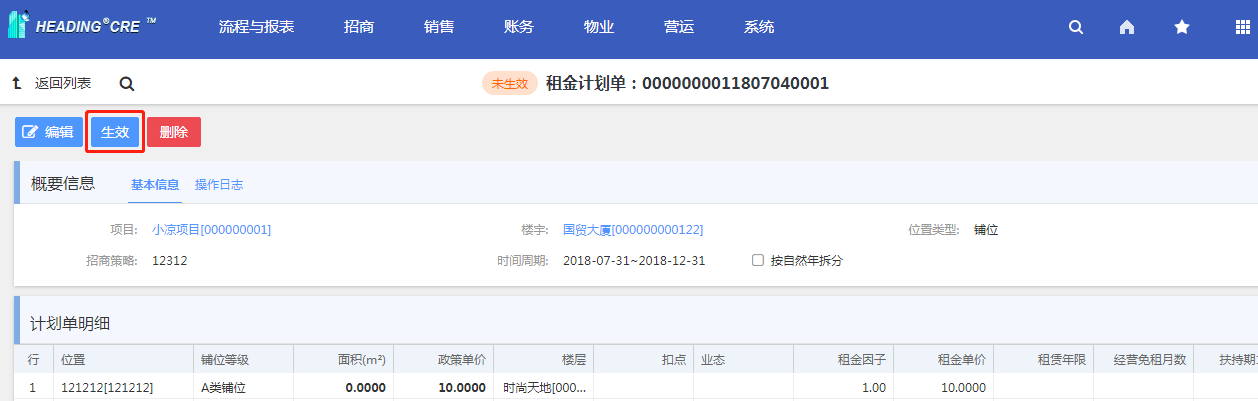 HEADING®CRE ™ 流程与报表 招商 销售 账务 物业 营运 系统
返回列表 未生效 租金计划单：0000000011807040001
编辑 生效 删除
概要信息 基本信息 操作日志
项目: 小凉项目[000000001] 楼宇: 国贸大厦[000000000122] 位置类型: 铺位
招商策略: 12312 时间周期: 2018-07-31~2018-12-31 按自然年拆分
计划单明细
行 位置 铺位等级 面积(m²) 政策单价 楼层 扣点 业态 租金因子 租金单价 租赁年限 经营免租月数 扶持期
1 121212[121212] A类铺位 0.0000 10.0000 时尚天地[000... 1.00 10.0000